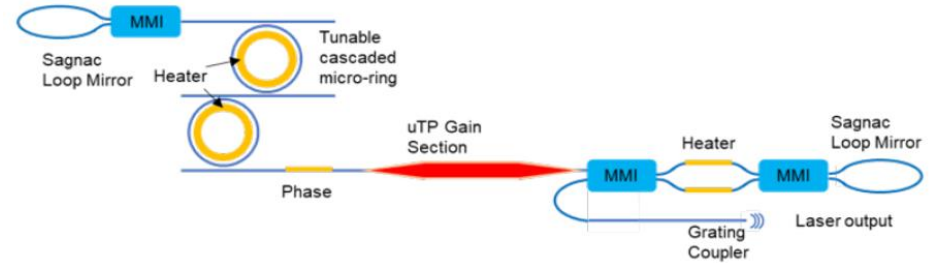 MMI
Sagnac
Loop Mirror
Heater
Tunable
cascaded
micro-ring
Phase
uTP Gain
Section
MMI
Heater
MMI
Sagnac
Loop Mirror
Grating
Coupler
Laser output